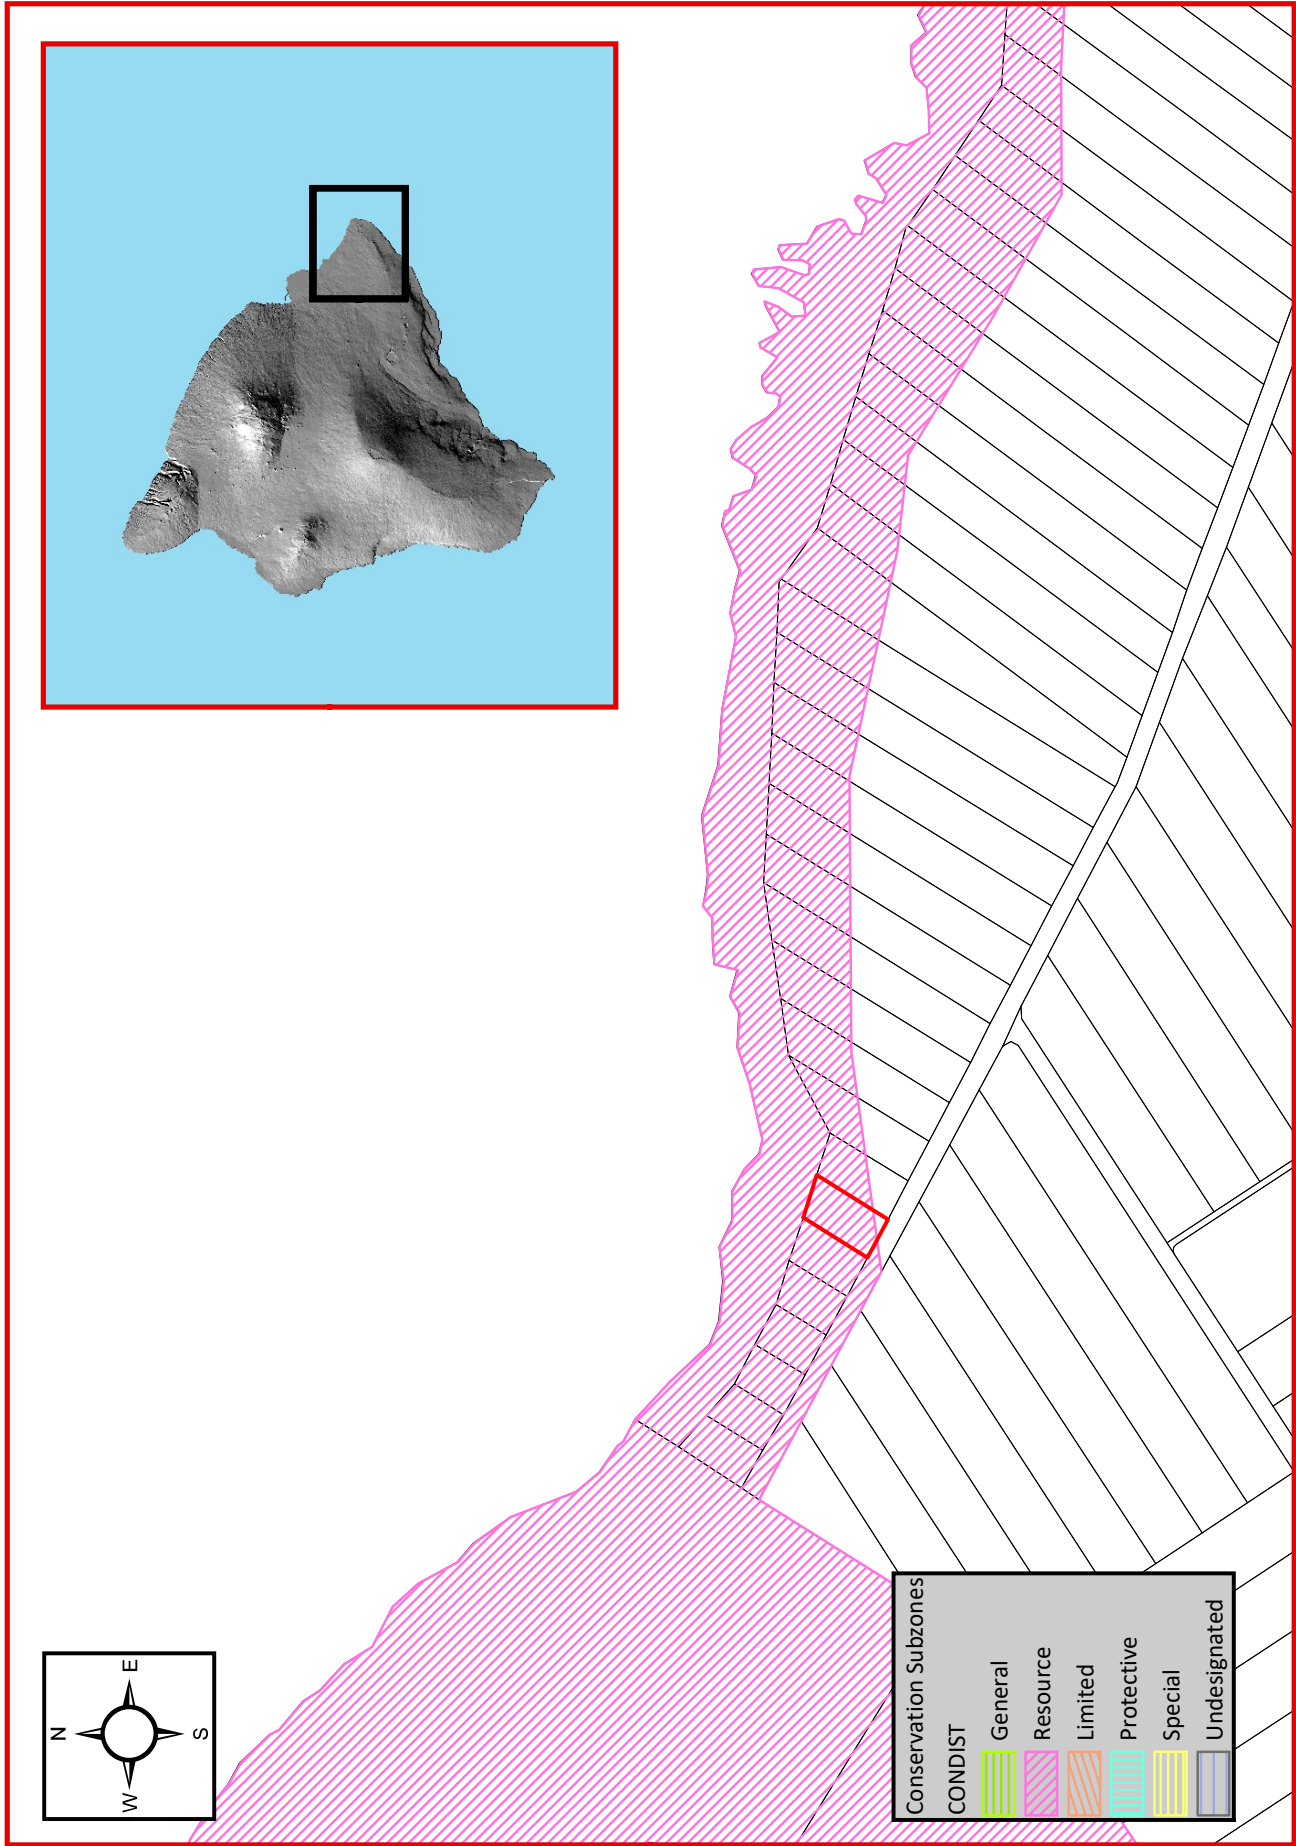 N
W E
S
Conservation Subzones
CONDIST
General
Resource
Limited
Protective
Special
Undesignated